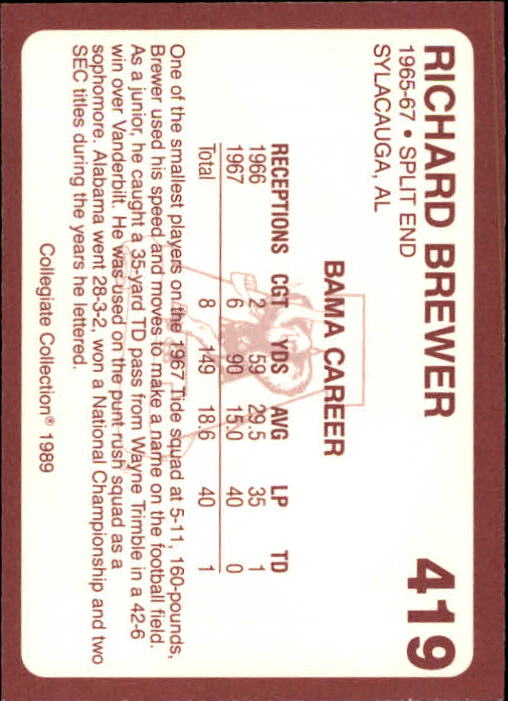 RICHARD BREWER 419
1965-67 • SPLIT END
SYLACAUGA, AL
BAMA CAREER
RECEPTIONS CGT YDS AVG LP TD
1966 2 59 29.5 35 1
1967 6 90 15.0 40 0
Total 8 149 18.6 40 1
One of the smallest players on the 1967 Tide squad at 5-11, 160-pounds,
Brewer used his speed and moves to make a name on the football field.
As a junior, he caught a 35-yard TD pass from Wayne Trimble in a 42-6
win over Vanderbilt. He was used on the punt rush squad as a
sophomore. Alabama went 28-3-2, won a National Championship and two
SEC titles during the years he lettered.
Collegiate Collection® 1989